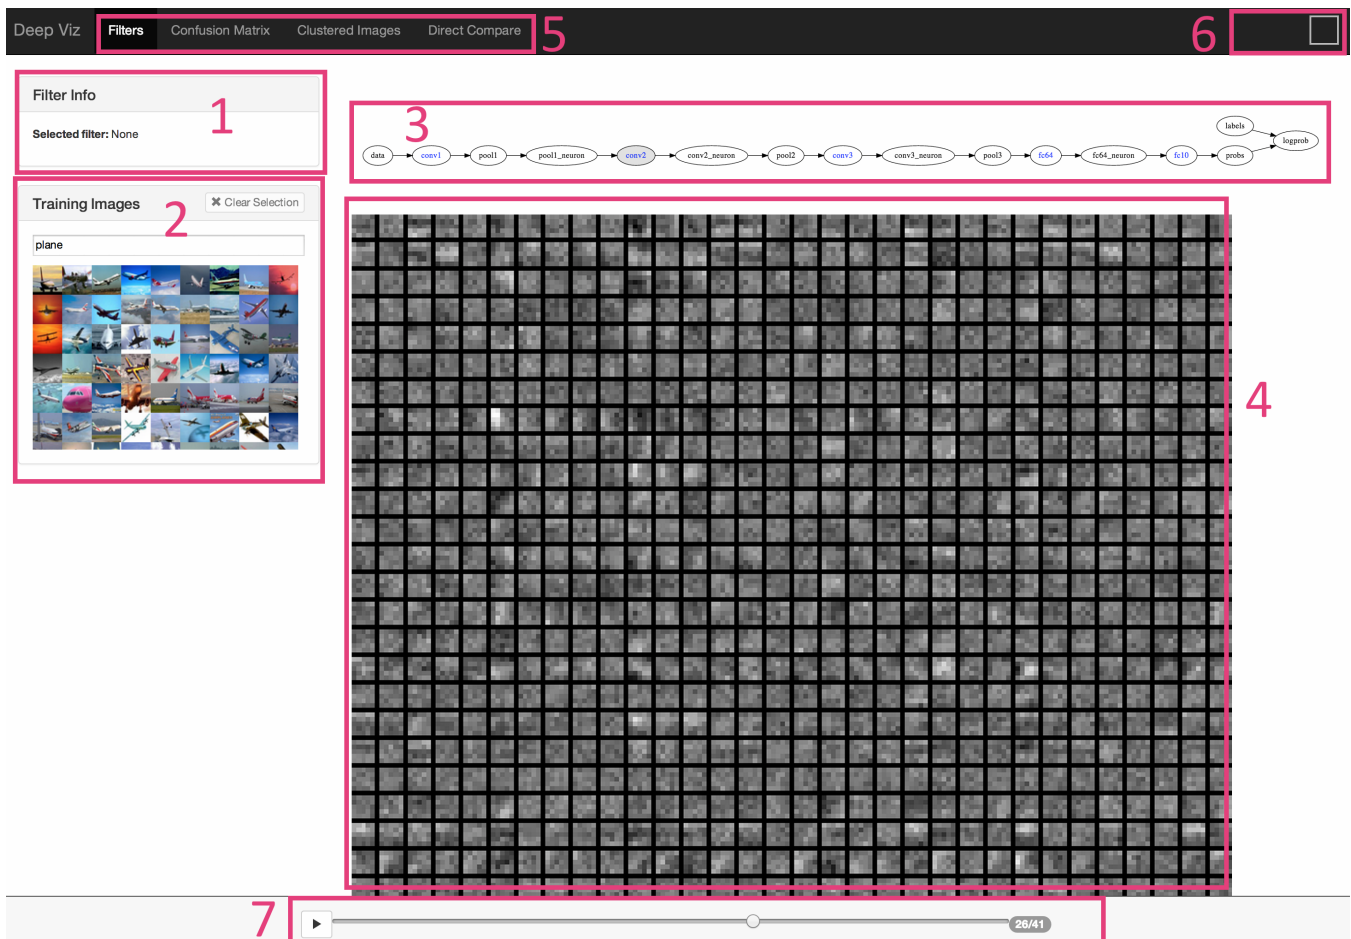 Deep Viz Filters Confusion Matrix Clustered Images Direct Compare 5 6
Filter Info
1
Selected filter: None
3
labels
logprob
data conv1 pool1 pool1_neuron conv2 conv2_neuron pool2 conv3 conv3_neuron pool3 fc64 fc64_neuron fc10 probs
Training Images 2 ✖ Clear Selection
plane
4
7 26/41